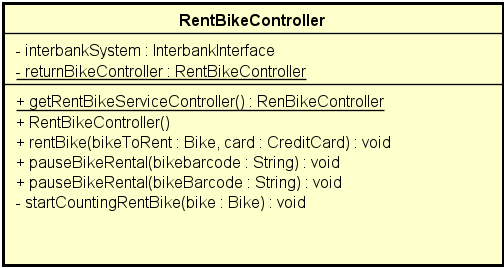 RentBikeController
- interbankSystem : InterbankInterface
- returnBikeController : RentBikeController
+ getRentBikeServiceController() : RenBikeController
+ RentBikeController()
+ rentBike(bikeToRent : Bike, card : CreditCard) : void
+ pauseBikeRental(bikebarcode : String) : void
+ pauseBikeRental(bikeBarcode : String) : void
- startCountingRentBike(bike : Bike) : void